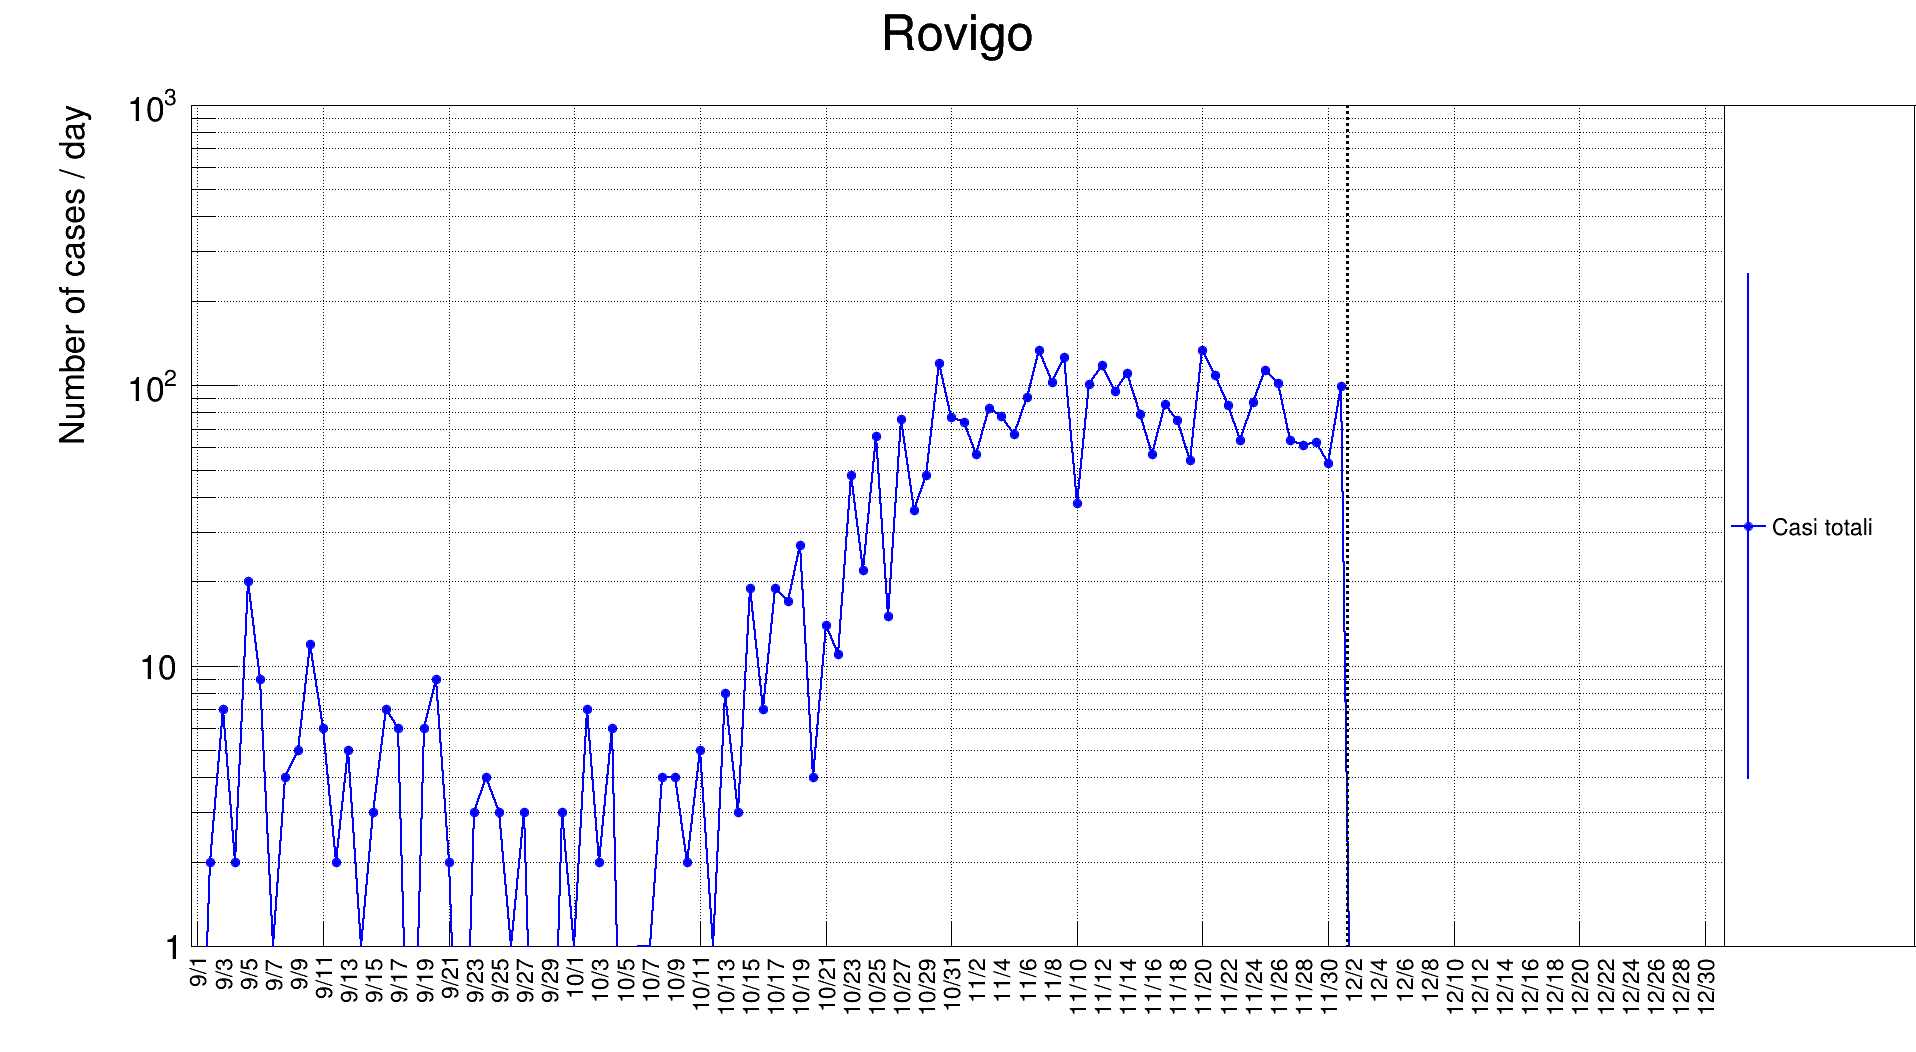 Rovigo
Number of cases / day
10³
10²
10
1
9/1 9/3 9/5 9/7 9/9 9/11 9/13 9/15 9/17 9/19 9/21 9/23 9/25 9/27 9/29 10/1 10/3 10/5 10/7 10/9 10/11 10/13 10/15 10/17 10/19 10/21 10/23 10/25 10/27 10/29 10/31 11/2 11/4 11/6 11/8 11/10 11/12 11/14 11/16 11/18 11/20 11/22 11/24 11/26 11/28 11/30 12/2 12/4 12/6 12/8 12/10 12/12 12/14 12/16 12/18 12/20 12/22 12/24 12/26 12/28 12/30
Casi totali